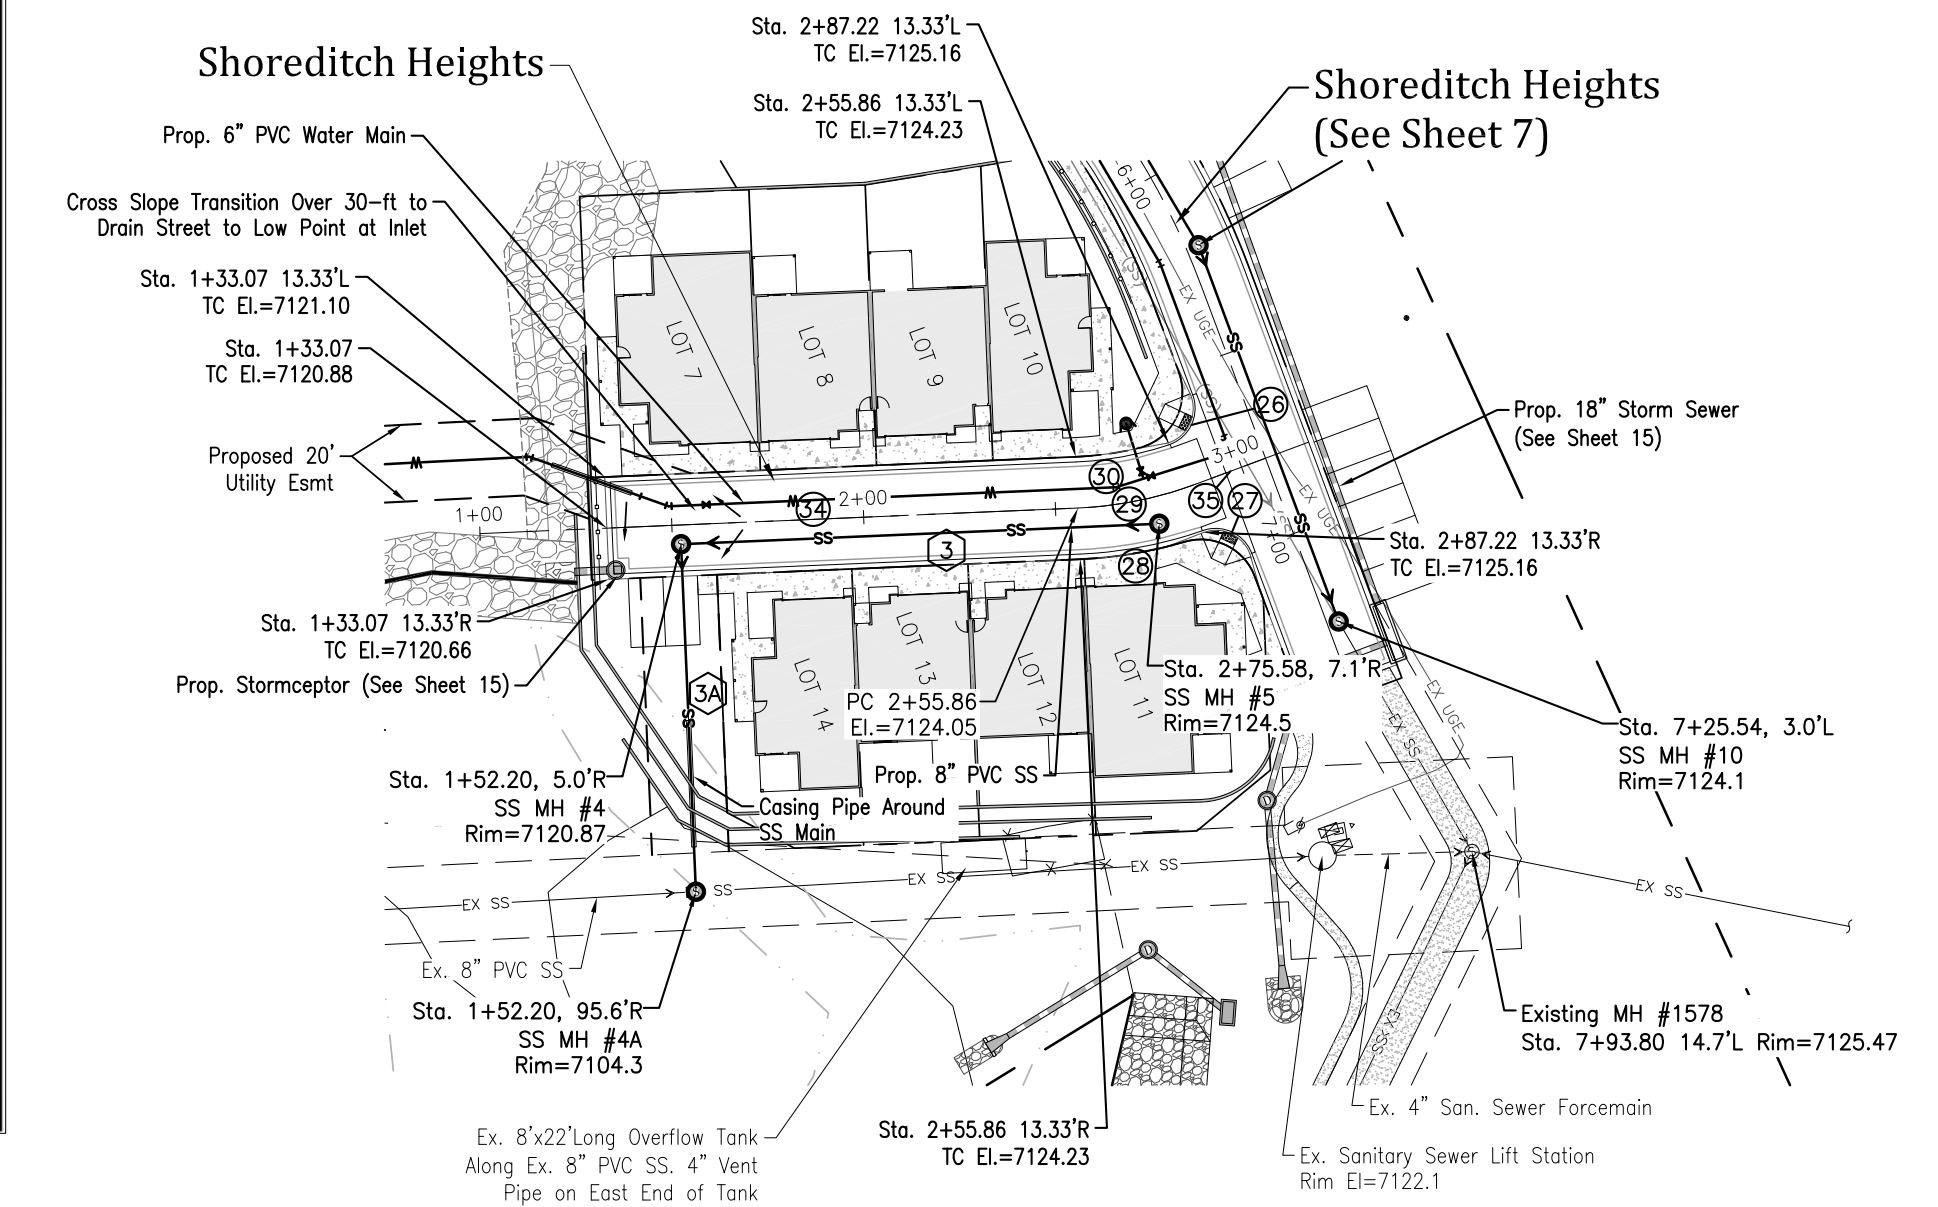 Sta. 2+87.22 13.33'L
TC El.=7125.16
Shoreditch Heights
Shoreditch Heights
(See Sheet 7)
Sta. 2+55.86 13.33'L
TC El.=7124.23
Prop. 6" PVC Water Main
Cross Slope Transition Over 30-ft to
Drain Street to Low Point at Inlet
Sta. 1+33.07 13.33'L
TC El.=7121.10
Sta. 1+33.07
TC El.=7120.88
Proposed 20'
Utility Esmt
1+00
W
6+00
(SS)
EX UGE
SS
LOT 7
LOT 8
LOT 9
LOT 10
(SS)
26
Prop. 18" Storm Sewer
(See Sheet 15)
3+00
30
29
35
27
34
W
2+00
W
EX UGE
SS
(SS)
7+00
SS
SS
3
28
Sta. 2+87.22 13.33'R
TC El.=7125.16
Sta. 1+33.07 13.33'R
TC El.=7120.66
Prop. Stormceptor (See Sheet 15)
3A
SS
LOT 14
LOT 13
LOT 12
LOT 11
PC 2+55.86
El.=7124.05
Sta. 2+75.58, 7.1'R
SS MH #5
Rim=7124.5
EX UGE
EX SS
Sta. 7+25.54, 3.0'L
SS MH #10
Rim=7124.1
Sta. 1+52.20, 5.0'R
SS MH #4
Rim=7120.87
Prop. 8" PVC SS
Casing Pipe Around
SS Main
D
EX SS
SS
EX SS
EX SS
EX SS
Ex. 8" PVC SS
D
Sta. 1+52.20, 95.6'R
SS MH #4A
Rim=7104.3
Existing MH #1578
Sta. 7+93.80 14.7'L Rim=7125.47
EX SS
Ex. 4" San. Sewer Forcemain
Ex. 8'x22'Long Overflow Tank
Along Ex. 8" PVC SS. 4" Vent
Pipe on East End of Tank
Sta. 2+55.86 13.33'R
TC El.=7124.23
Ex. Sanitary Sewer Lift Station
Rim El=7122.1